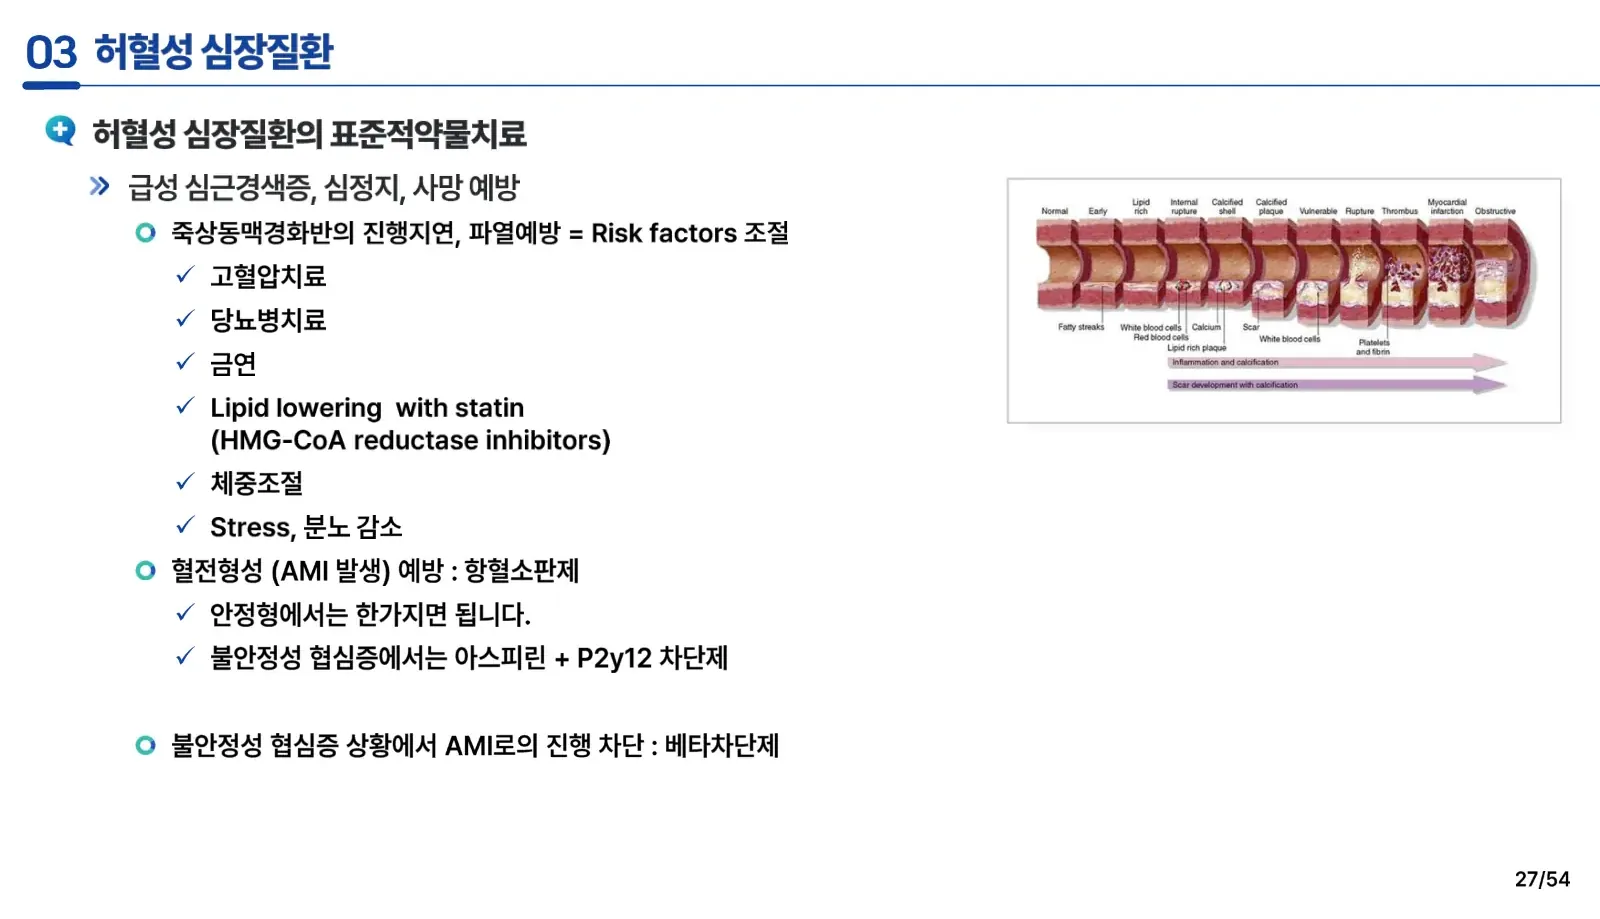 03 허혈성 심장질환
허혈성 심장질환의 표준적약물치료
급성 심근경색증, 심정지, 사망 예방
죽상동맥경화반의 진행지연, 파열예방 = Risk factors 조절
고혈압치료
당뇨병치료
금연
Lipid lowering with statin
(HMG-CoA reductase inhibitors)
체중조절
Stress, 분노 감소
혈전형성 (AMI 발생) 예방 : 항혈소판제
안정형에서는 한가지면 됩니다.
불안정성 협심증에서는 아스피린 + P2y12 차단제
불안정성 협심증 상황에서 AMI로의 진행 차단 : 베타차단제
Normal
Early
Lipid
rich
Internal
rupture
Calcified
shell
Calcified
plaque
Vulnerable
Rupture
Thrombus
Myocardial
infarction
Obstructive
Fatty streaks
White blood cells
Red blood cells
Lipid rich plaque
Calcium
Scar
White blood cells
Platelets
and fibrin
Inflammation and calcification
Scar development with calcification
27/54